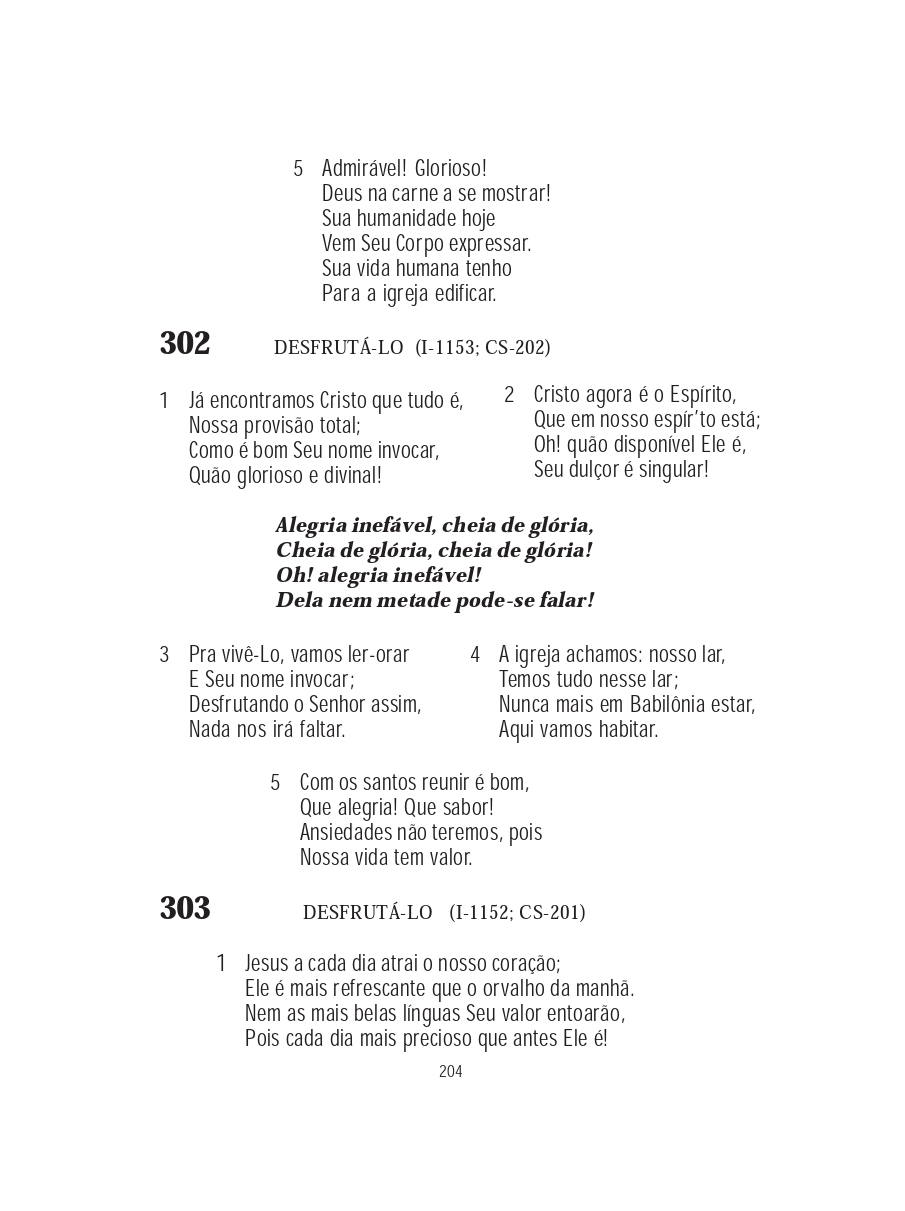 5 Admirável! Glorioso!
Deus na carne a se mostrar!
Sua humanidade hoje
Vem Seu Corpo expressar.
Sua vida humana tenho
Para a igreja edificar.
302 DESFRUTÁ-LO (I-1153; CS-202)
1 Já encontramos Cristo que tudo é,
Nossa provisão total;
Como é bom Seu nome invocar,
Quão glorioso e divinal!
2 Cristo agora é o Espírito,
Que em nosso espír’to está;
Oh! quão disponível Ele é,
Seu dulçor é singular!
Alegria inefável, cheia de glória,
Cheia de glória, cheia de glória!
Oh! alegria inefável!
Dela nem metade pode-se falar!
3 Pra vivê-Lo, vamos ler-orar
E Seu nome invocar;
Desfrutando o Senhor assim,
Nada nos irá faltar.
4 A igreja achamos: nosso lar,
Temos tudo nesse lar;
Nunca mais em Babilônia estar,
Aqui vamos habitar.
5 Com os santos reunir é bom,
Que alegria! Que sabor!
Ansiedades não teremos, pois
Nossa vida tem valor.
303 DESFRUTÁ-LO (I-1152; CS-201)
1 Jesus a cada dia atrai o nosso coração;
Ele é mais refrescante que o orvalho da manhã.
Nem as mais belas línguas Seu valor entoarão,
Pois cada dia mais precioso que antes Ele é!
204